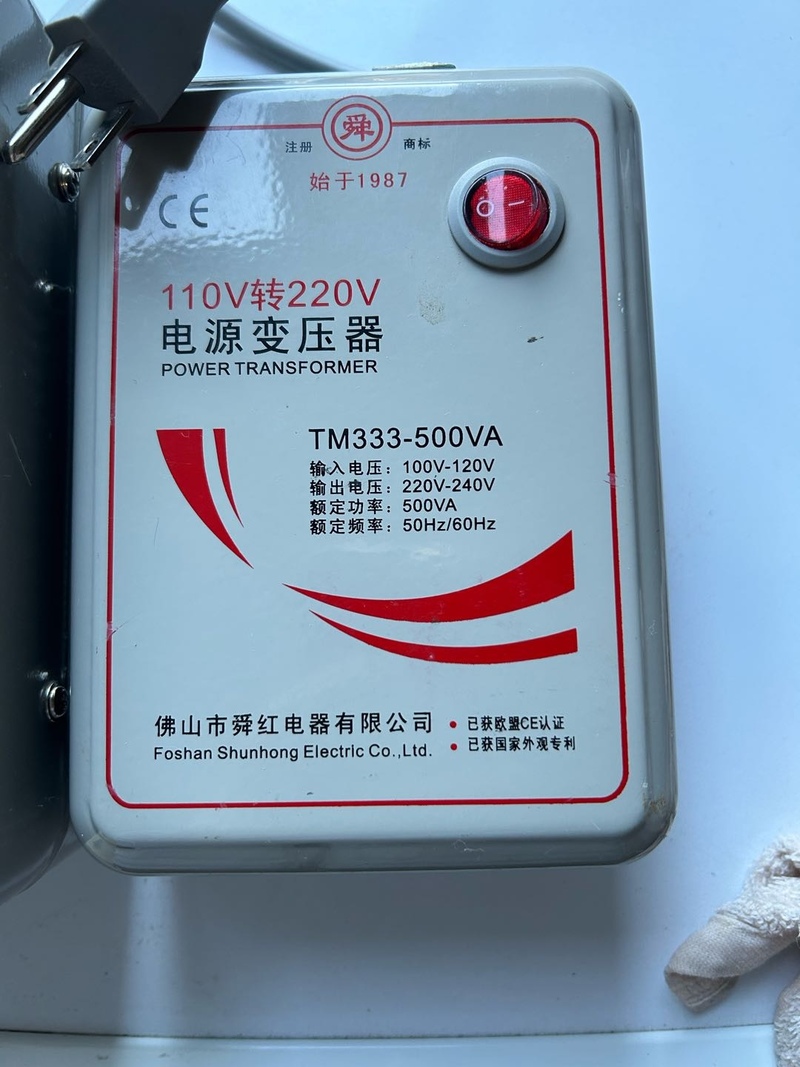 舜
注册 商标
始于1987
CE
110V转220V
电源变压器
POWER TRANSFORMER
TM333-500VA
输入电压：100V-120V
输出电压：220V-240V
额定功率：500VA
额定频率：50Hz/60Hz
佛山市舜红电器有限公司
Foshan Shunhong Electric Co.,Ltd.
• 已获欧盟CE认证
• 已获国家外观专利